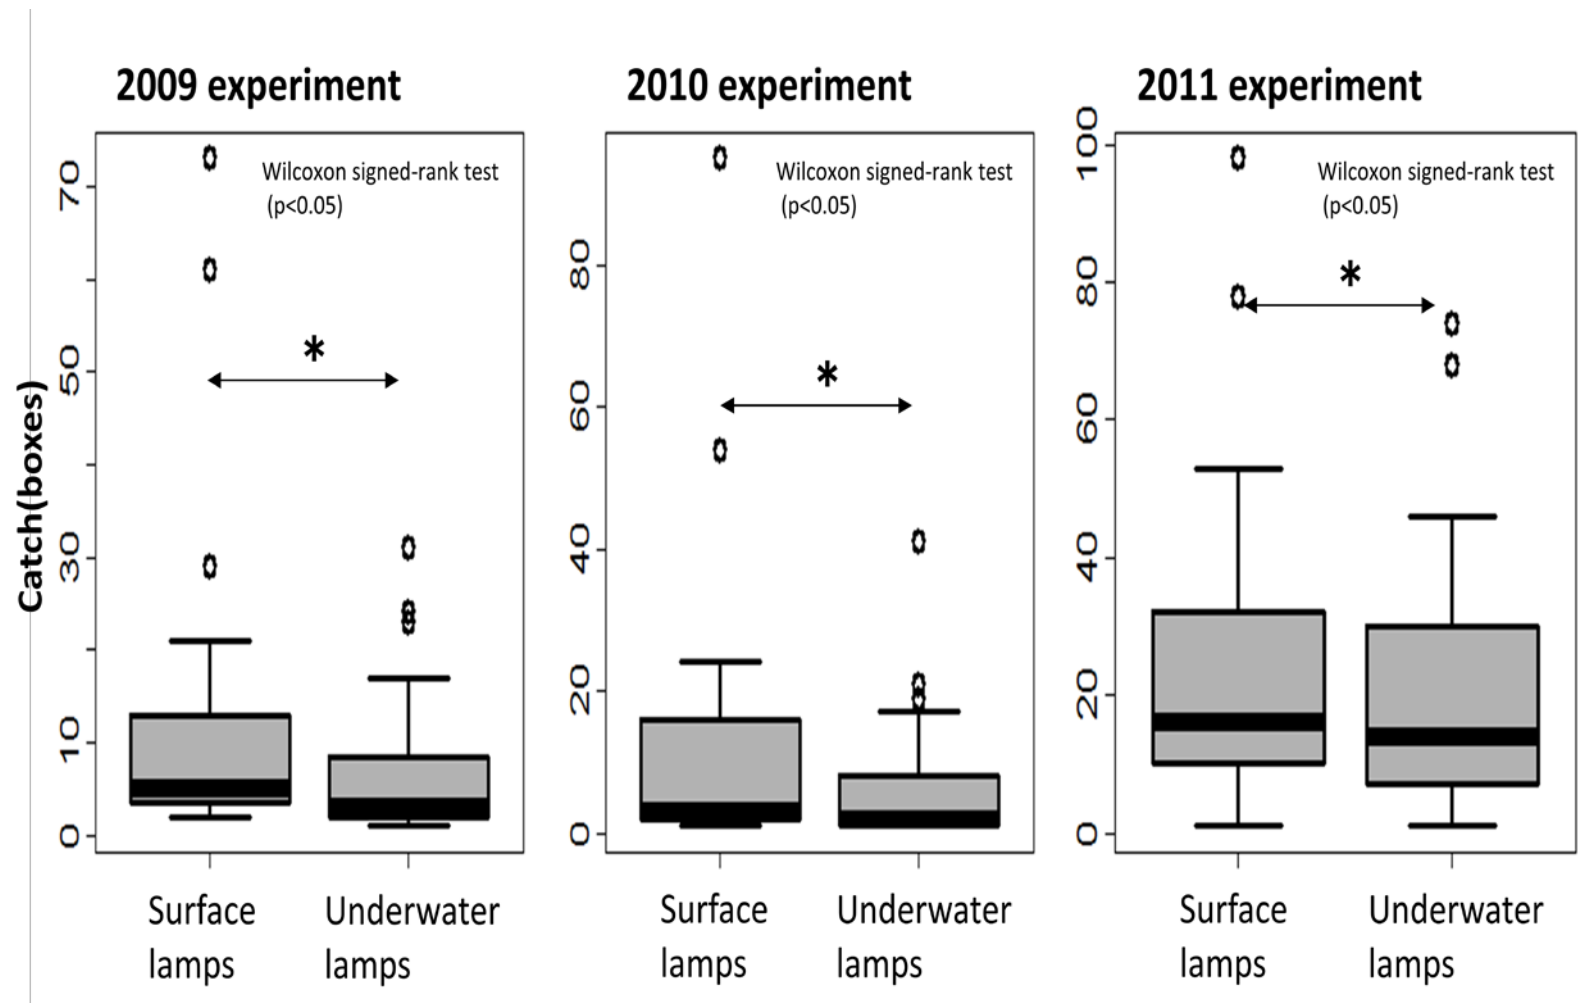 2009 experiment
2010 experiment
2011 experiment
Catch(boxes)
70
50
30
10
0
Wilcoxon signed-rank test
(p<0.05)
*
Surface
lamps
Underwater
lamps
80
60
40
20
0
Wilcoxon signed-rank test
(p<0.05)
*
Surface
lamps
Underwater
lamps
100
80
60
40
20
0
Wilcoxon signed-rank test
(p<0.05)
*
Surface
lamps
Underwater
lamps